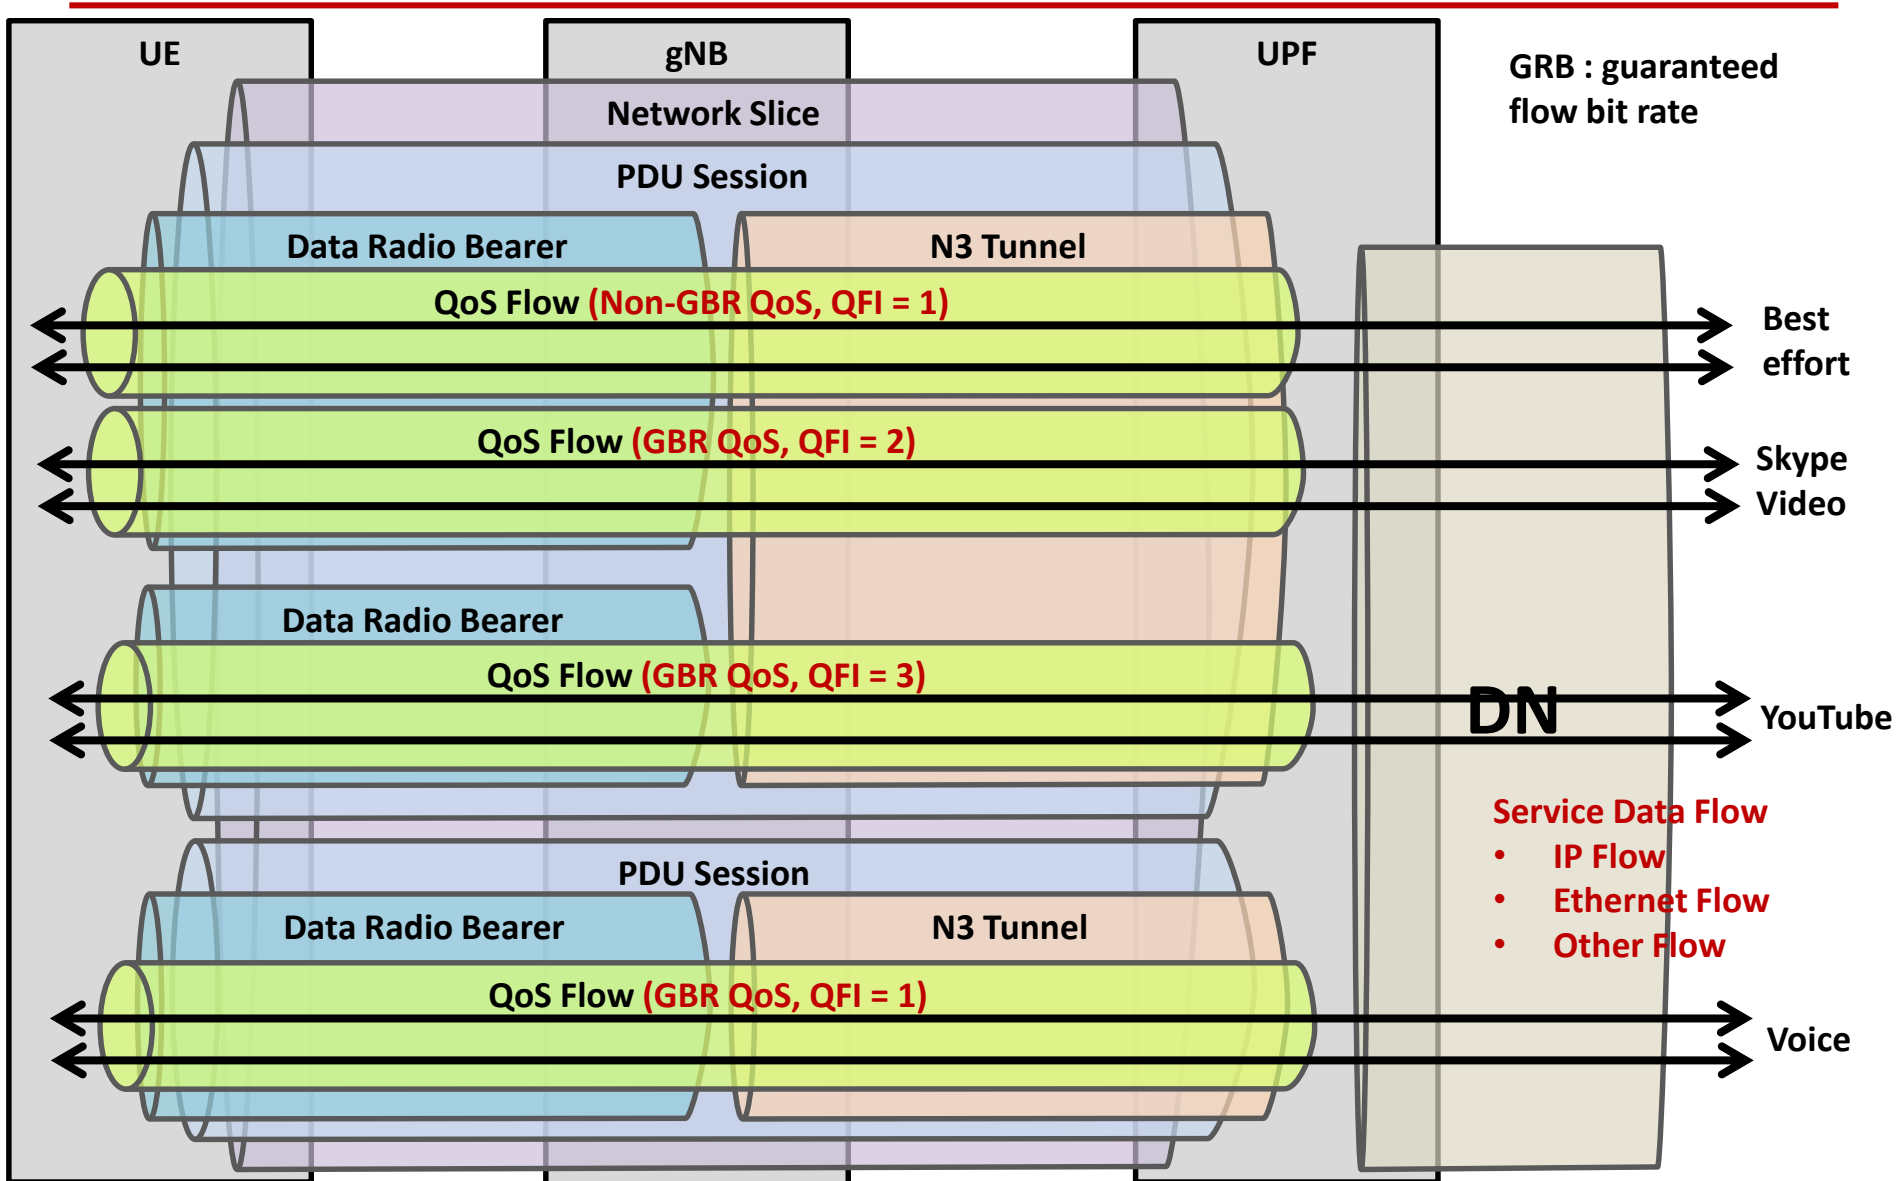 UE
gNB
UPF
GRB : guaranteed
flow bit rate
Network Slice
PDU Session
Data Radio Bearer
N3 Tunnel
QoS Flow (Non-GBR QoS, QFI = 1)
Best
effort
QoS Flow (GBR QoS, QFI = 2)
Skype
Video
Data Radio Bearer
QoS Flow (GBR QoS, QFI = 3)
DN
YouTube
Service Data Flow
• IP Flow
• Ethernet Flow
• Other Flow
PDU Session
Data Radio Bearer
N3 Tunnel
QoS Flow (GBR QoS, QFI = 1)
Voice